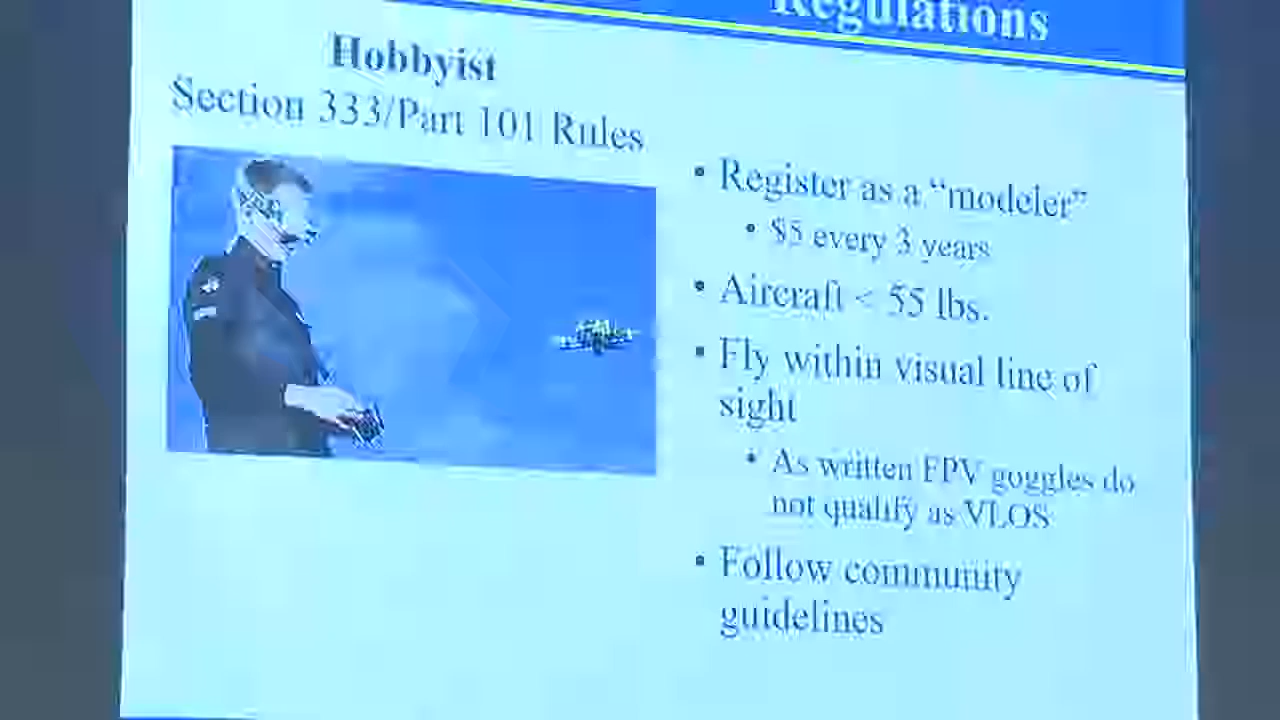 Regulations
Hobbyist
Section 333/Part 101 Rules
• Register as a “modeler”
• $5 every 3 years
• Aircraft < 55 lbs.
• Fly within visual line of
sight
• As written FPV goggles do
not qualify as VLOS
• Follow community
guidelines